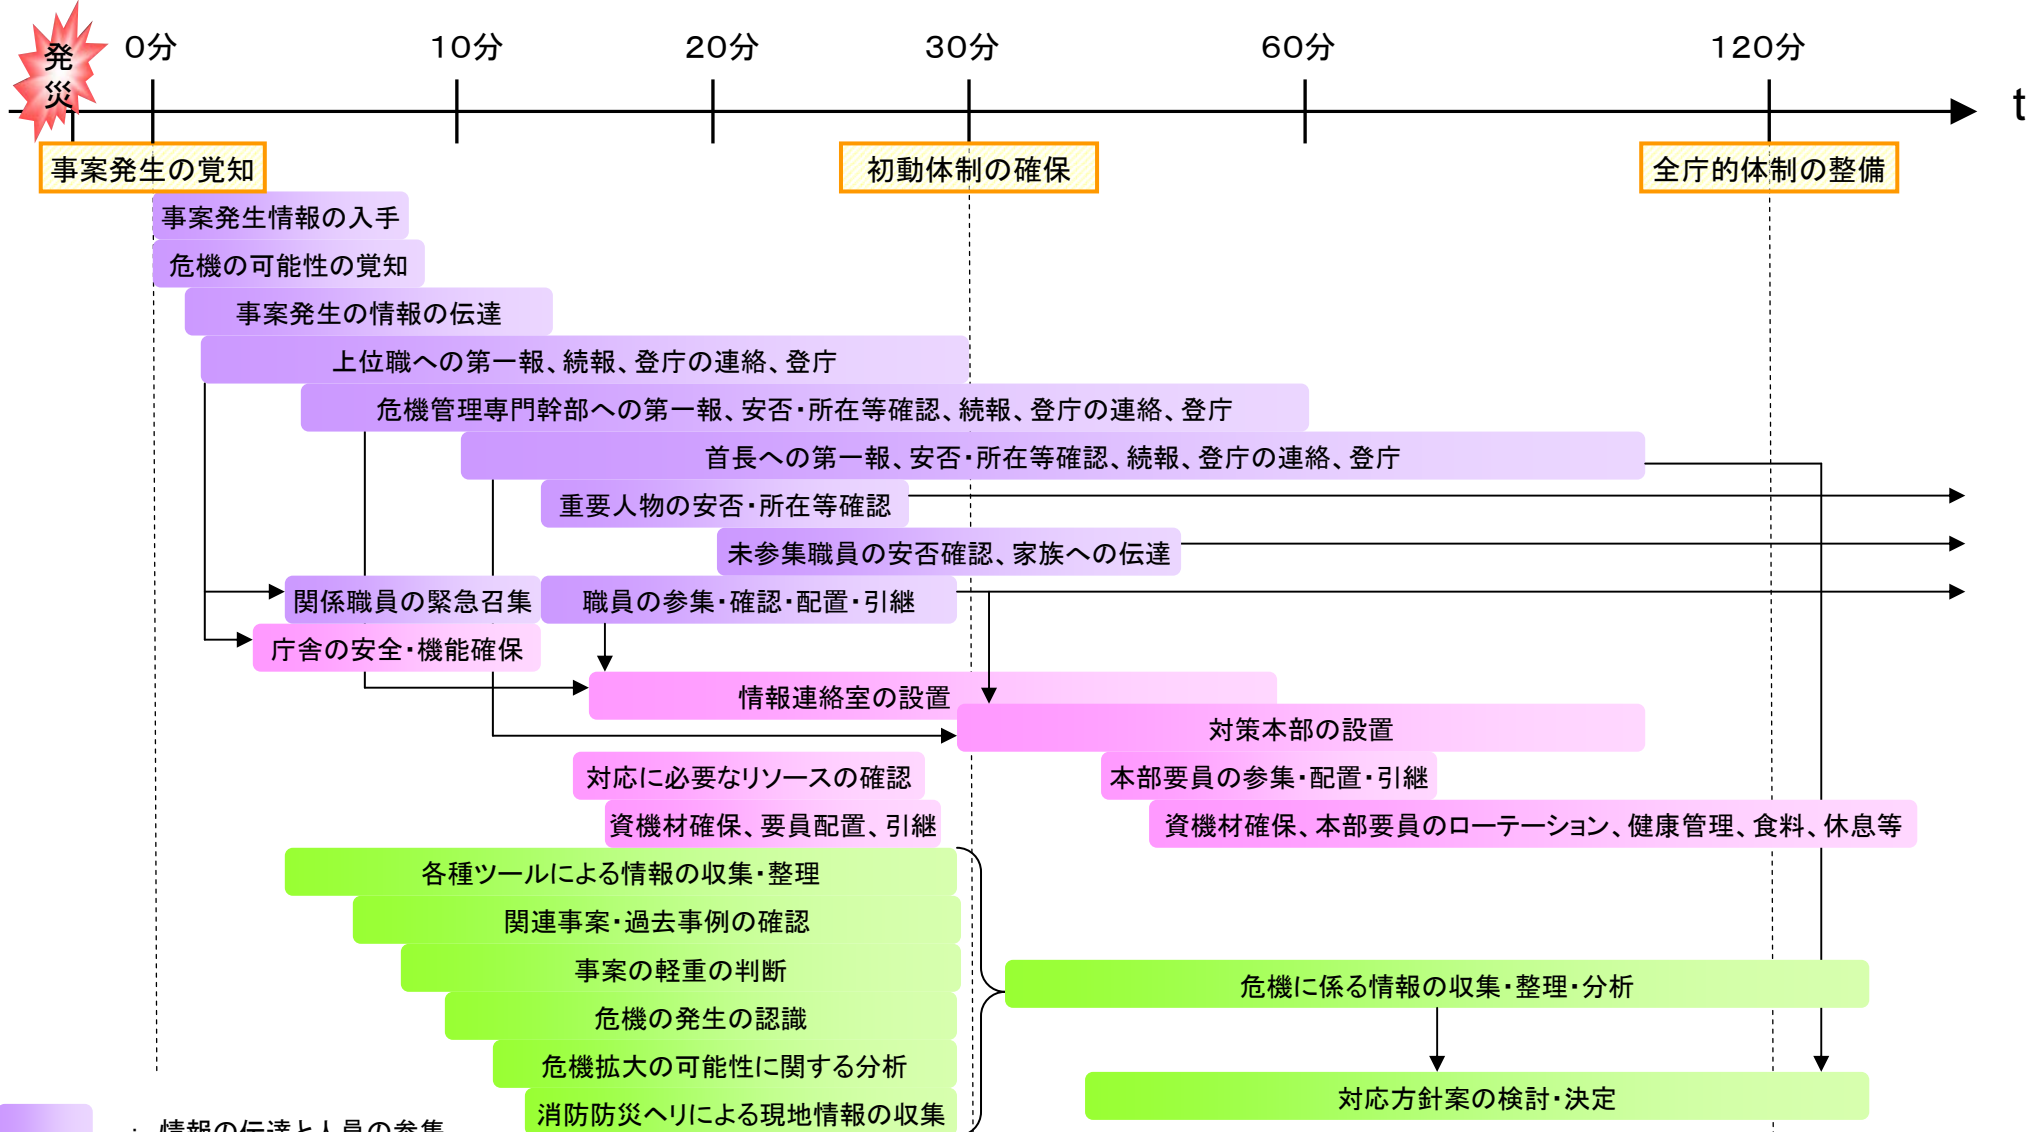 発災
0分
10分
20分
30分
60分
120分
t
事案発生の覚知
初動体制の確保
全庁的体制の整備
事案発生情報の入手
危機の可能性の覚知
事案発生の情報の伝達
上位職への第一報、続報、登庁の連絡、登庁
危機管理専門幹部への第一報、安否・所在等確認、続報、登庁の連絡、登庁
首長への第一報、安否・所在等確認、続報、登庁の連絡、登庁
重要人物の安否・所在等確認
未参集職員の安否確認、家族への伝達
関係職員の緊急召集
職員の参集・確認・配置・引継
庁舎の安全・機能確保
情報連絡室の設置
対策本部の設置
対応に必要なリソースの確認
本部要員の参集・配置・引継
資機材確保、要員配置、引継
資機材確保、本部要員のローテーション、健康管理、食料、休息等
各種ツールによる情報の収集・整理
関連事案・過去事例の確認
事案の軽重の判断
危機に係る情報の収集・整理・分析
危機の発生の認識
危機拡大の可能性に関する分析
対応方針案の検討・決定
消防防災ヘリによる現地情報の収集
: 情報の伝達と人員の参集